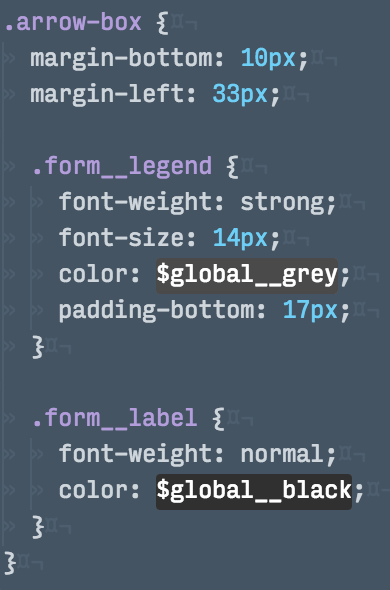 .arrow-box {
margin-bottom: 10px;
margin-left: 33px;
.form__legend {
font-weight: strong;
font-size: 14px;
color: $global__grey;
padding-bottom: 17px;
}
.form__label {
font-weight: normal;
color: $global__black;
}
}